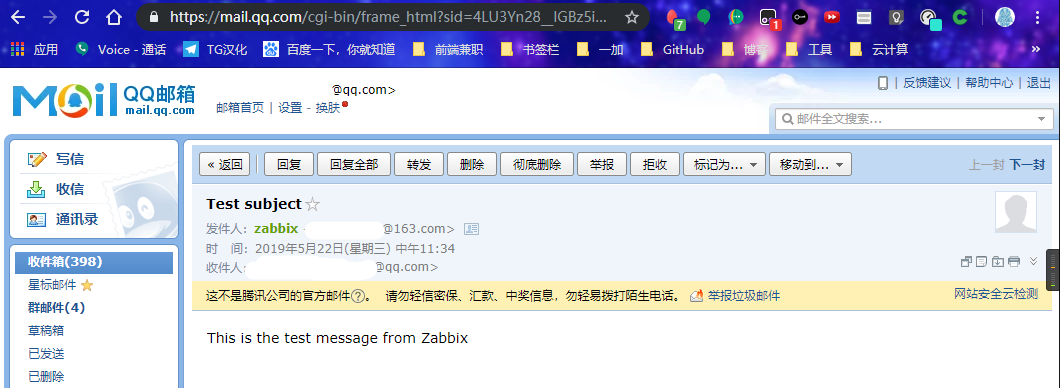 https://mail.qq.com/cgi-bin/frame_html?sid=4LU3Yn28__lGBz5i...
7
1
应用 Voice - 通话 TG汉化 百度一下，你就知道 前端兼职 书签栏 一加 GitHub 博客 工具 云计算 »
Mail QQ邮箱 mail.qq.com
@qq.com>
邮箱首页 | 设置 - 换肤
| 反馈建议 | 帮助中心 | 退出
邮件全文搜索...
写信
收信
通讯录
收件箱(398)
星标邮件
群邮件(4)
草稿箱
已发送
已删除
« 返回 回复 回复全部 转发 删除 彻底删除 举报 拒收 标记为... 移动到... 上一封 下一封
Test subject
发件人: zabbix @163.com>
时 间: 2019年5月22日(星期三) 中午11:34
收件人: @qq.com>
这不是腾讯公司的官方邮件?。 请勿轻信密保、汇款、中奖信息，勿轻易拨打陌生电话。 举报垃圾邮件 网站安全云检测
This is the test message from Zabbix